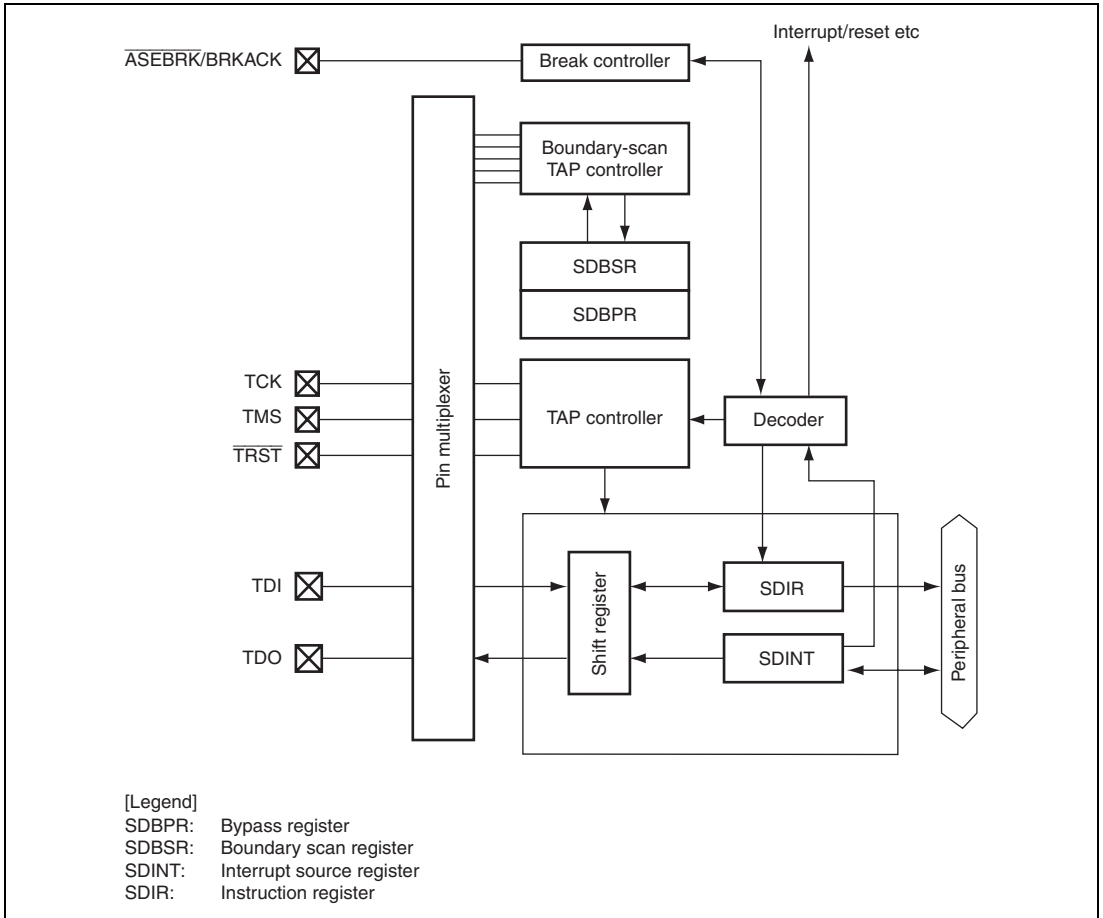 Interrupt/reset etc
ASEBRK/BRKACK
Break controller
Boundary-scan
TAP controller
SDBSR
SDBPR
Pin multiplexer
TCK
TMS
TRST
TAP controller
Decoder
TDI
TDO
Shift register
SDIR
SDINT
Peripheral bus
[Legend]
SDBPR: Bypass register
SDBSR: Boundary scan register
SDINT: Interrupt source register
SDIR: Instruction register